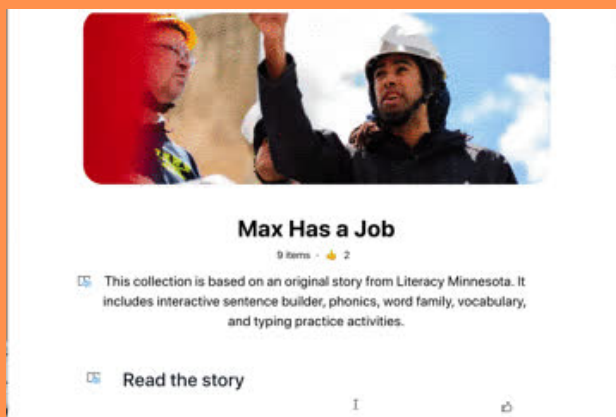 Max Has a Job
9 items · 👍 2
This collection is based on an original story from Literacy Minnesota. It
includes interactive sentence builder, phonics, word family, vocabulary,
and typing practice activities.
Read the story